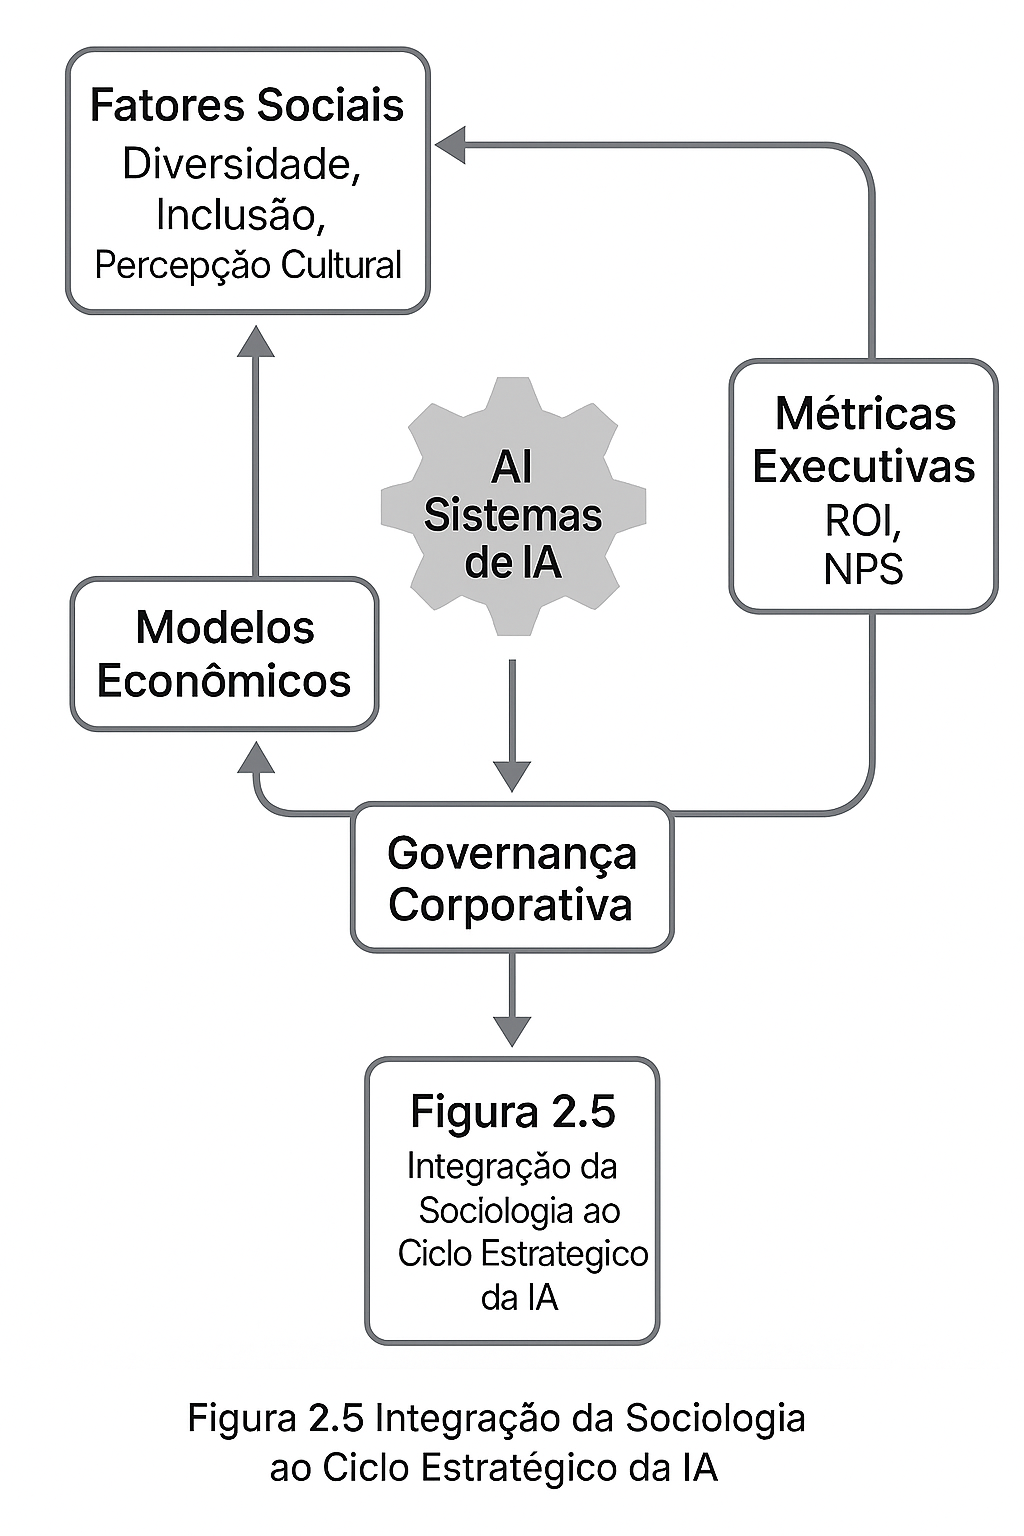 Fatores Sociais
Diversidade,
Inclusão,
Percepçǎo Cultural
AI
Sistemas
de IA
Métricas
Executivas
ROI,
NPS
Modelos
Econômicos
Governança
Corporativa
Figura 2.5
Integraçǎo da
Sociologia ao
Ciclo Estrategico
da IA
Figura 2.5 Integração da Sociologia
ao Ciclo Estratégico da IA